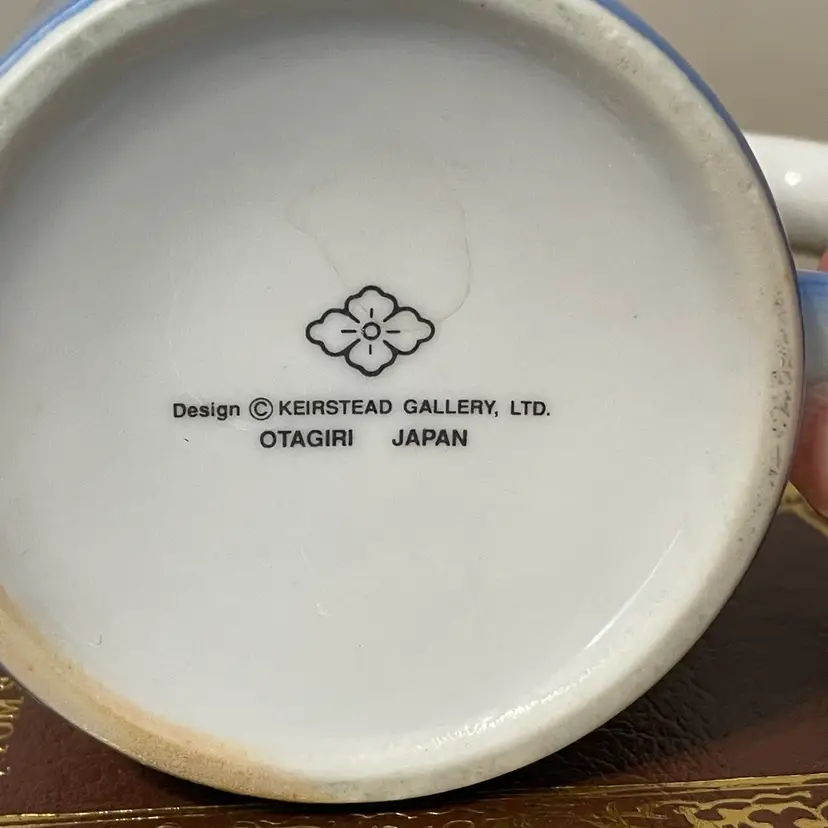 Design © KEIRSTEAD GALLERY, LTD.
OTAGIRI JAPAN